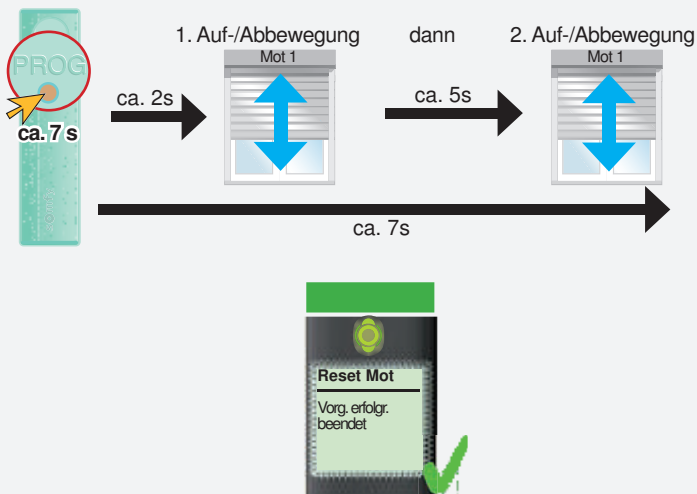 1. Auf-/Abbewegung dann 2. Auf-/Abbewegung
Mot 1 Mot 1
PROG
ca. 2s ca. 5s
ca. 7 s
ca. 7s
Reset Mot
Vorg. erfolgr.
beendet